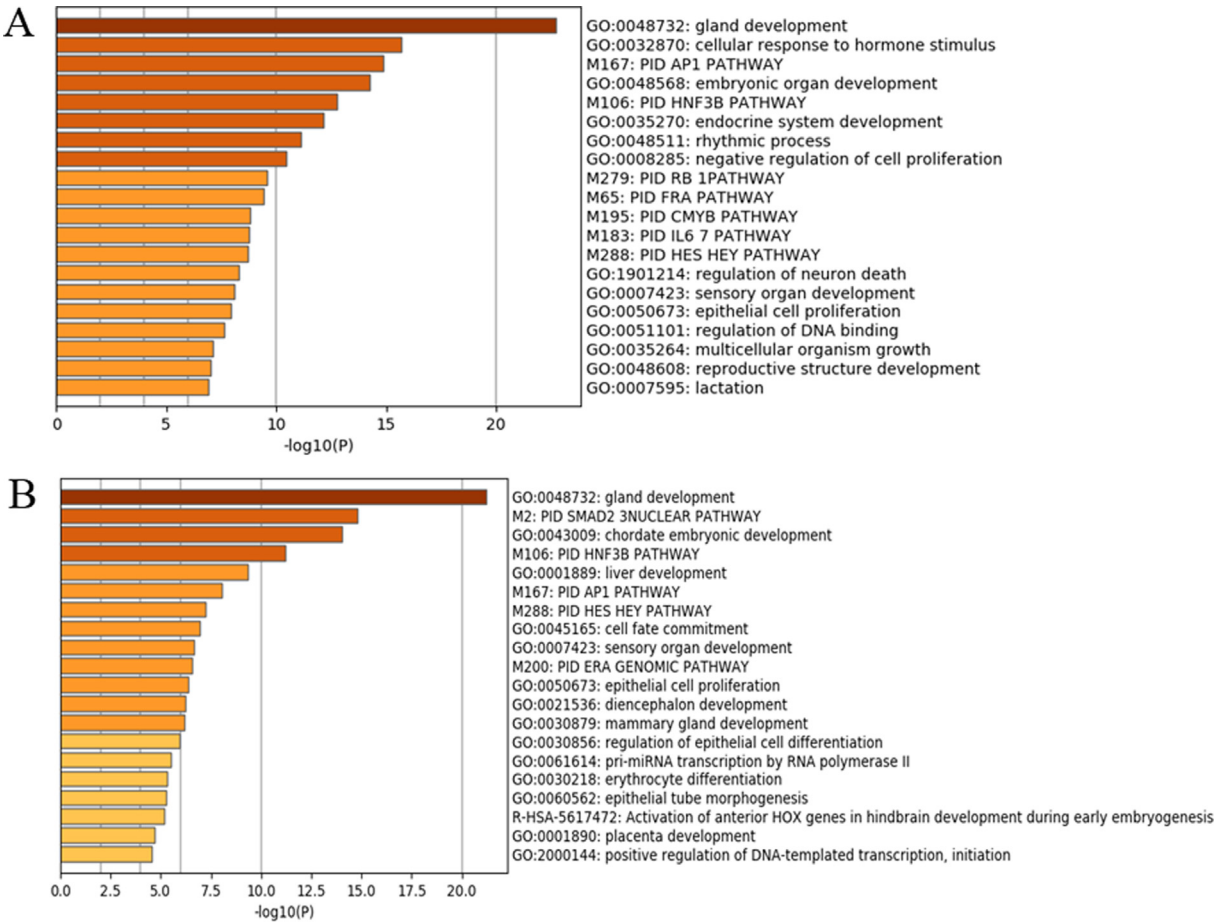 A
GO:0048732: gland development
GO:0032870: cellular response to hormone stimulus
M167: PID AP1 PATHWAY
GO:0048568: embryonic organ development
M106: PID HNF3B PATHWAY
GO:0035270: endocrine system development
GO:0048511: rhythmic process
GO:0008285: negative regulation of cell proliferation
M279: PID RB 1PATHWAY
M65: PID FRA PATHWAY
M195: PID CMYB PATHWAY
M183: PID IL6 7 PATHWAY
M288: PID HES HEY PATHWAY
GO:1901214: regulation of neuron death
GO:0007423: sensory organ development
GO:0050673: epithelial cell proliferation
GO:0051101: regulation of DNA binding
GO:0035264: multicellular organism growth
GO:0048608: reproductive structure development
GO:0007595: lactation
0 5 10 15 20
-log10(P)
B
GO:0048732: gland development
M2: PID SMAD2 3NUCLEAR PATHWAY
GO:0043009: chordate embryonic development
M106: PID HNF3B PATHWAY
GO:0001889: liver development
M167: PID AP1 PATHWAY
M288: PID HES HEY PATHWAY
GO:0045165: cell fate commitment
GO:0007423: sensory organ development
M200: PID ERA GENOMIC PATHWAY
GO:0050673: epithelial cell proliferation
GO:0021536: diencephalon development
GO:0030879: mammary gland development
GO:0030856: regulation of epithelial cell differentiation
GO:0061614: pri-miRNA transcription by RNA polymerase II
GO:0030218: erythrocyte differentiation
GO:0060562: epithelial tube morphogenesis
R-HSA-5617472: Activation of anterior HOX genes in hindbrain development during early embryogenesis
GO:0001890: placenta development
GO:2000144: positive regulation of DNA-templated transcription, initiation
0.0 2.5 5.0 7.5 10.0 12.5 15.0 17.5 20.0
-log10(P)